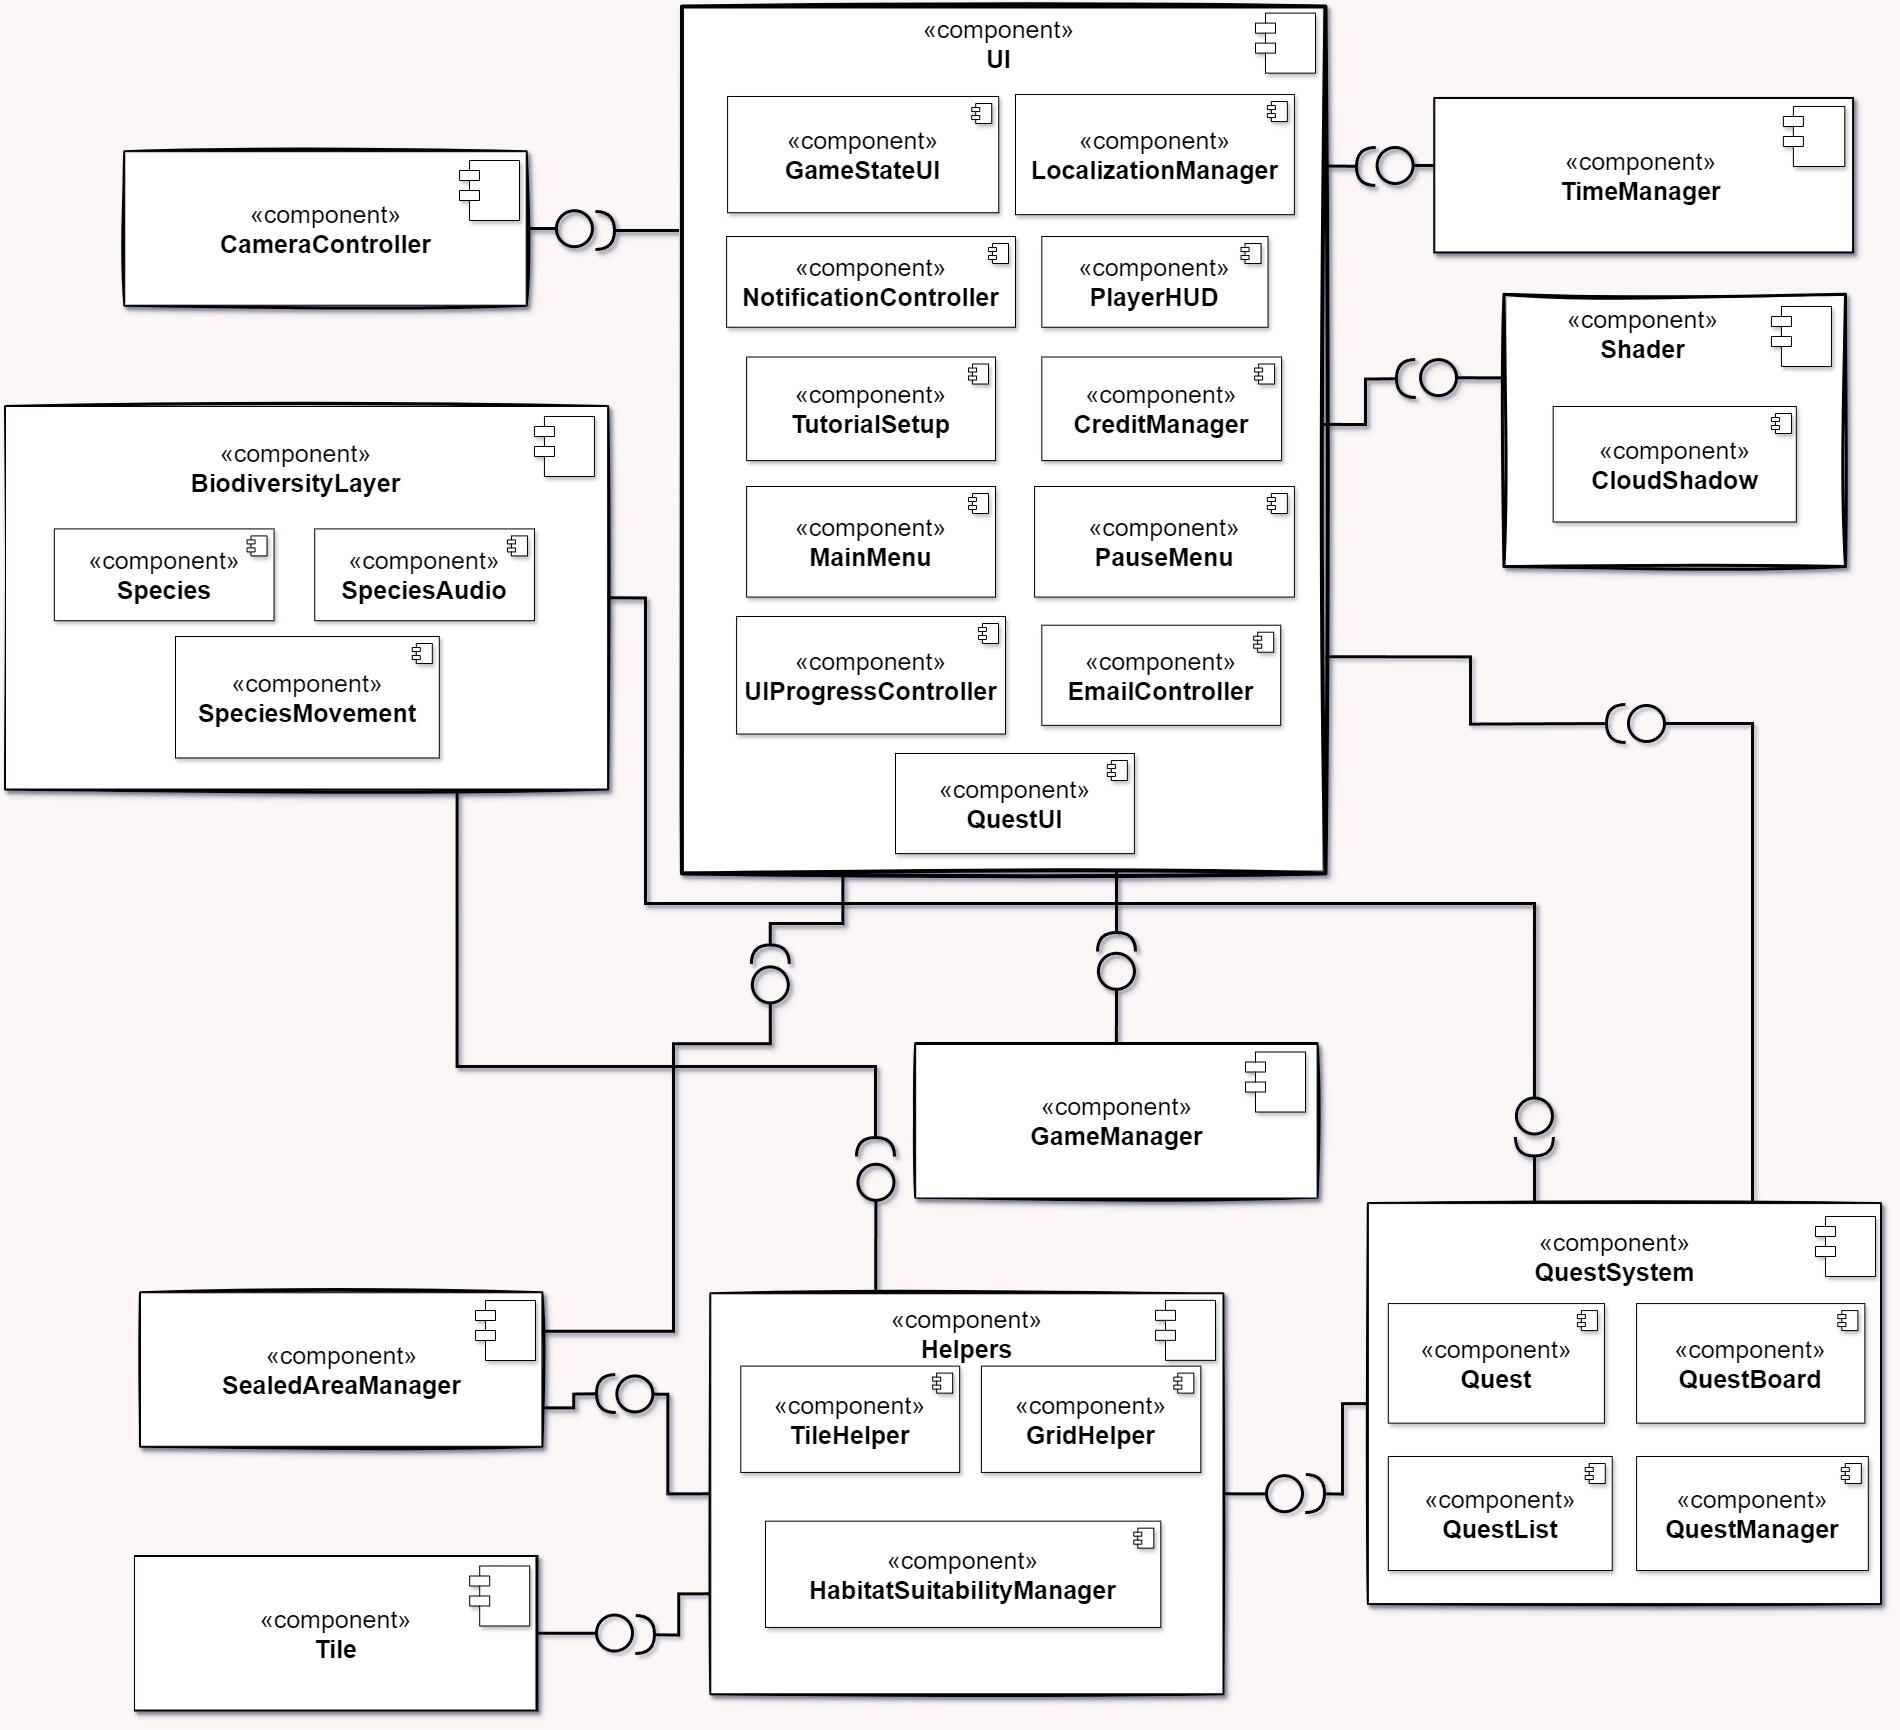 «component»
UI
«component»
GameStateUI
«component»
LocalizationManager
«component»
NotificationController
«component»
PlayerHUD
«component»
TutorialSetup
«component»
CreditManager
«component»
MainMenu
«component»
PauseMenu
«component»
UIProgressController
«component»
EmailController
«component»
QuestUI
«component»
CameraController
«component»
TimeManager
«component»
Shader
«component»
CloudShadow
«component»
BiodiversityLayer
«component»
Species
«component»
SpeciesAudio
«component»
SpeciesMovement
«component»
GameManager
«component»
SealedAreaManager
«component»
Helpers
«component»
TileHelper
«component»
GridHelper
«component»
HabitatSuitabilityManager
«component»
QuestSystem
«component»
Quest
«component»
QuestBoard
«component»
QuestList
«component»
QuestManager
«component»
Tile